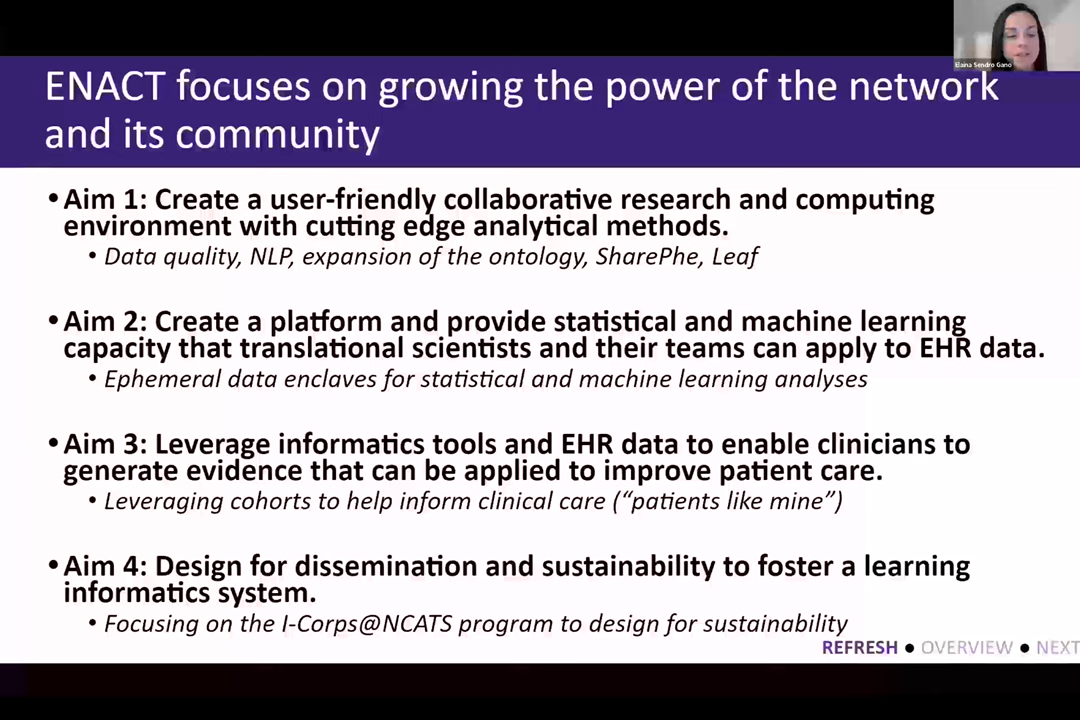 Elaina Sendro Gano
ENACT focuses on growing the power of the network
and its community
•Aim 1: Create a user-friendly collaborative research and computing
environment with cutting edge analytical methods.
• Data quality, NLP, expansion of the ontology, SharePhe, Leaf
•Aim 2: Create a platform and provide statistical and machine learning
capacity that translational scientists and their teams can apply to EHR data.
• Ephemeral data enclaves for statistical and machine learning analyses
•Aim 3: Leverage informatics tools and EHR data to enable clinicians to
generate evidence that can be applied to improve patient care.
• Leveraging cohorts to help inform clinical care (“patients like mine”)
•Aim 4: Design for dissemination and sustainability to foster a learning
informatics system.
• Focusing on the I-Corps@NCATS program to design for sustainability
REFRESH ● OVERVIEW ● NEXT